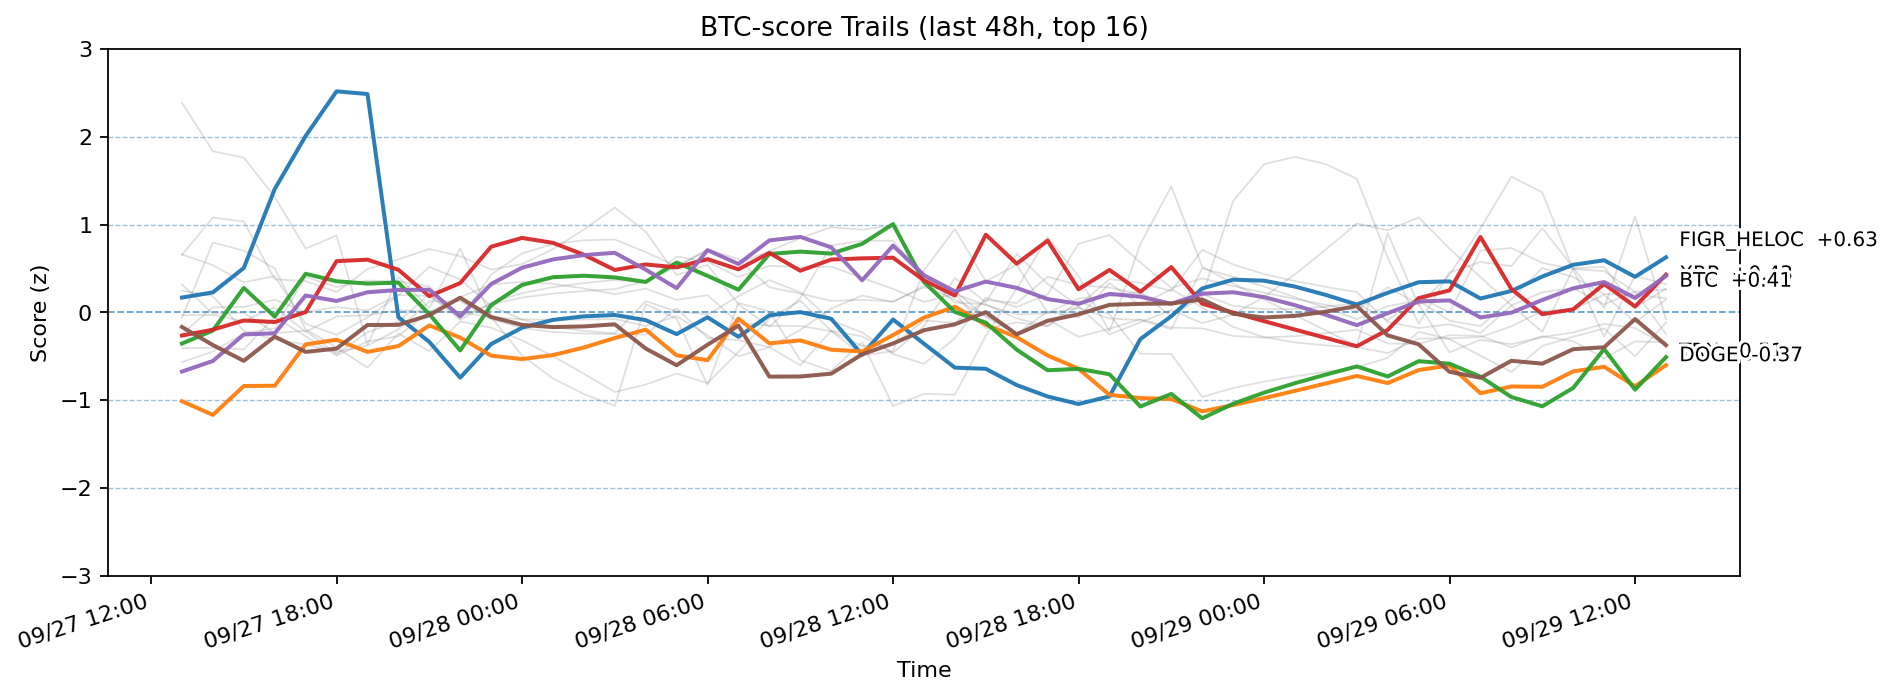 BTC-score Trails (last 48h, top 16)
Score (z)
3
2
1
0
−1
−2
−3
FIGR_HELOC +0.63
BTC +0.41
DOGE -0.37
09/27 12:00
09/27 18:00
09/28 00:00
09/28 06:00
09/28 12:00
09/28 18:00
09/29 00:00
09/29 06:00
09/29 12:00
Time